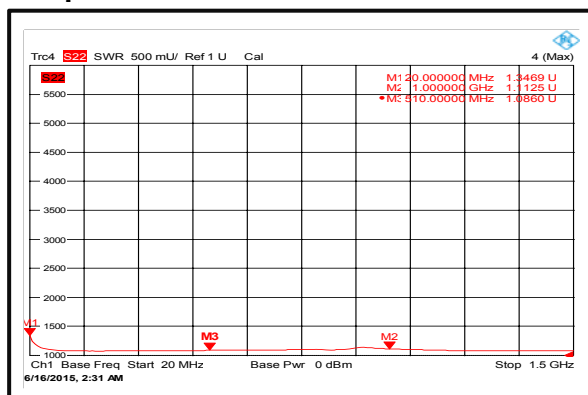 Trc4 S22 SWR 500 mU/ Ref 1 U Cal 4 (Max)
S22
M1 20.000000 MHz 1.3469 U
M2 1.000000 GHz 1.1125 U
•M3 510.00000 MHz 1.0860 U
5500
5000
4500
4000
3500
3000
2500
2000
1500
1000
M1
M3
M2
Ch1 Base Freq Start 20 MHz Base Pwr 0 dBm Stop 1.5 GHz
6/16/2015, 2:31 AM